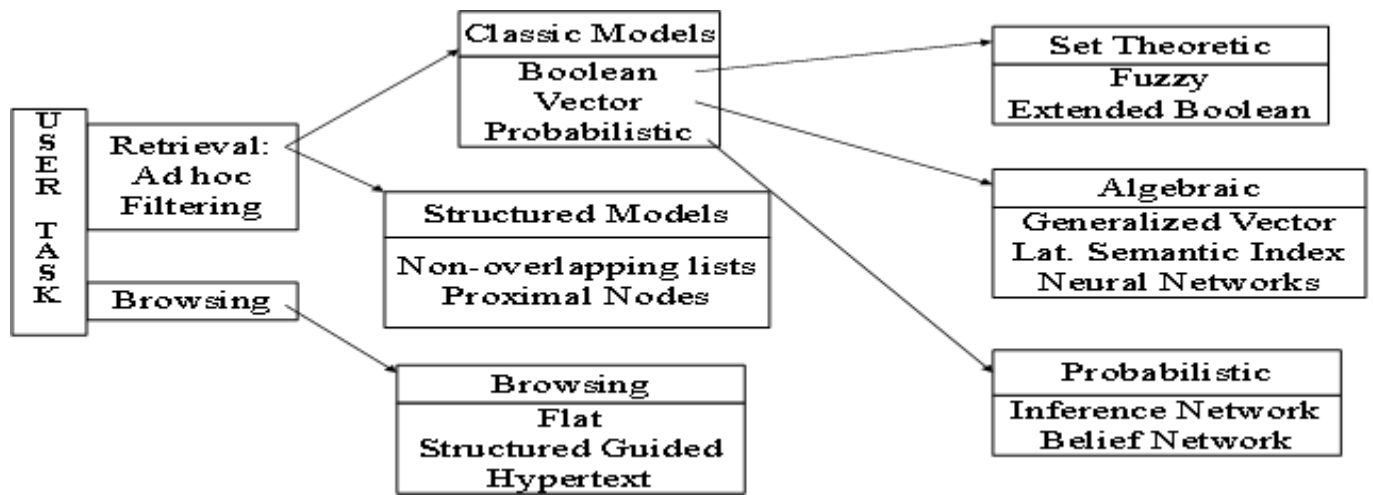 USER TASK
Retrieval:
Ad hoc
Filtering
Browsing
Classic Models
Boolean
Vector
Probabilistic
Structured Models
Non-overlapping lists
Proximal Nodes
Browsing
Flat
Structured Guided
Hypertext
Set Theoretic
Fuzzy
Extended Boolean
Algebraic
Generalized Vector
Lat. Semantic Index
Neural Networks
Probabilistic
Inference Network
Belief Network